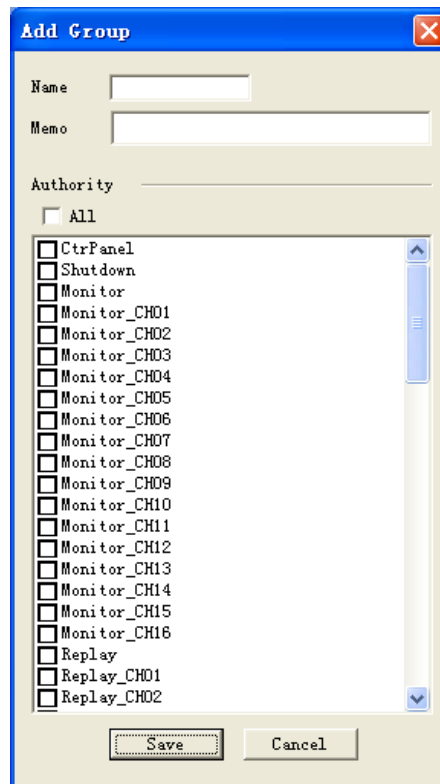 Add Group
Name
Memo
Authority
All
CtrPanel
Shutdown
Monitor
Monitor_CH01
Monitor_CH02
Monitor_CH03
Monitor_CH04
Monitor_CH05
Monitor_CH06
Monitor_CH07
Monitor_CH08
Monitor_CH09
Monitor_CH10
Monitor_CH11
Monitor_CH12
Monitor_CH13
Monitor_CH14
Monitor_CH15
Monitor_CH16
Replay
Replay_CH01
Replay_CH02
Save Cancel